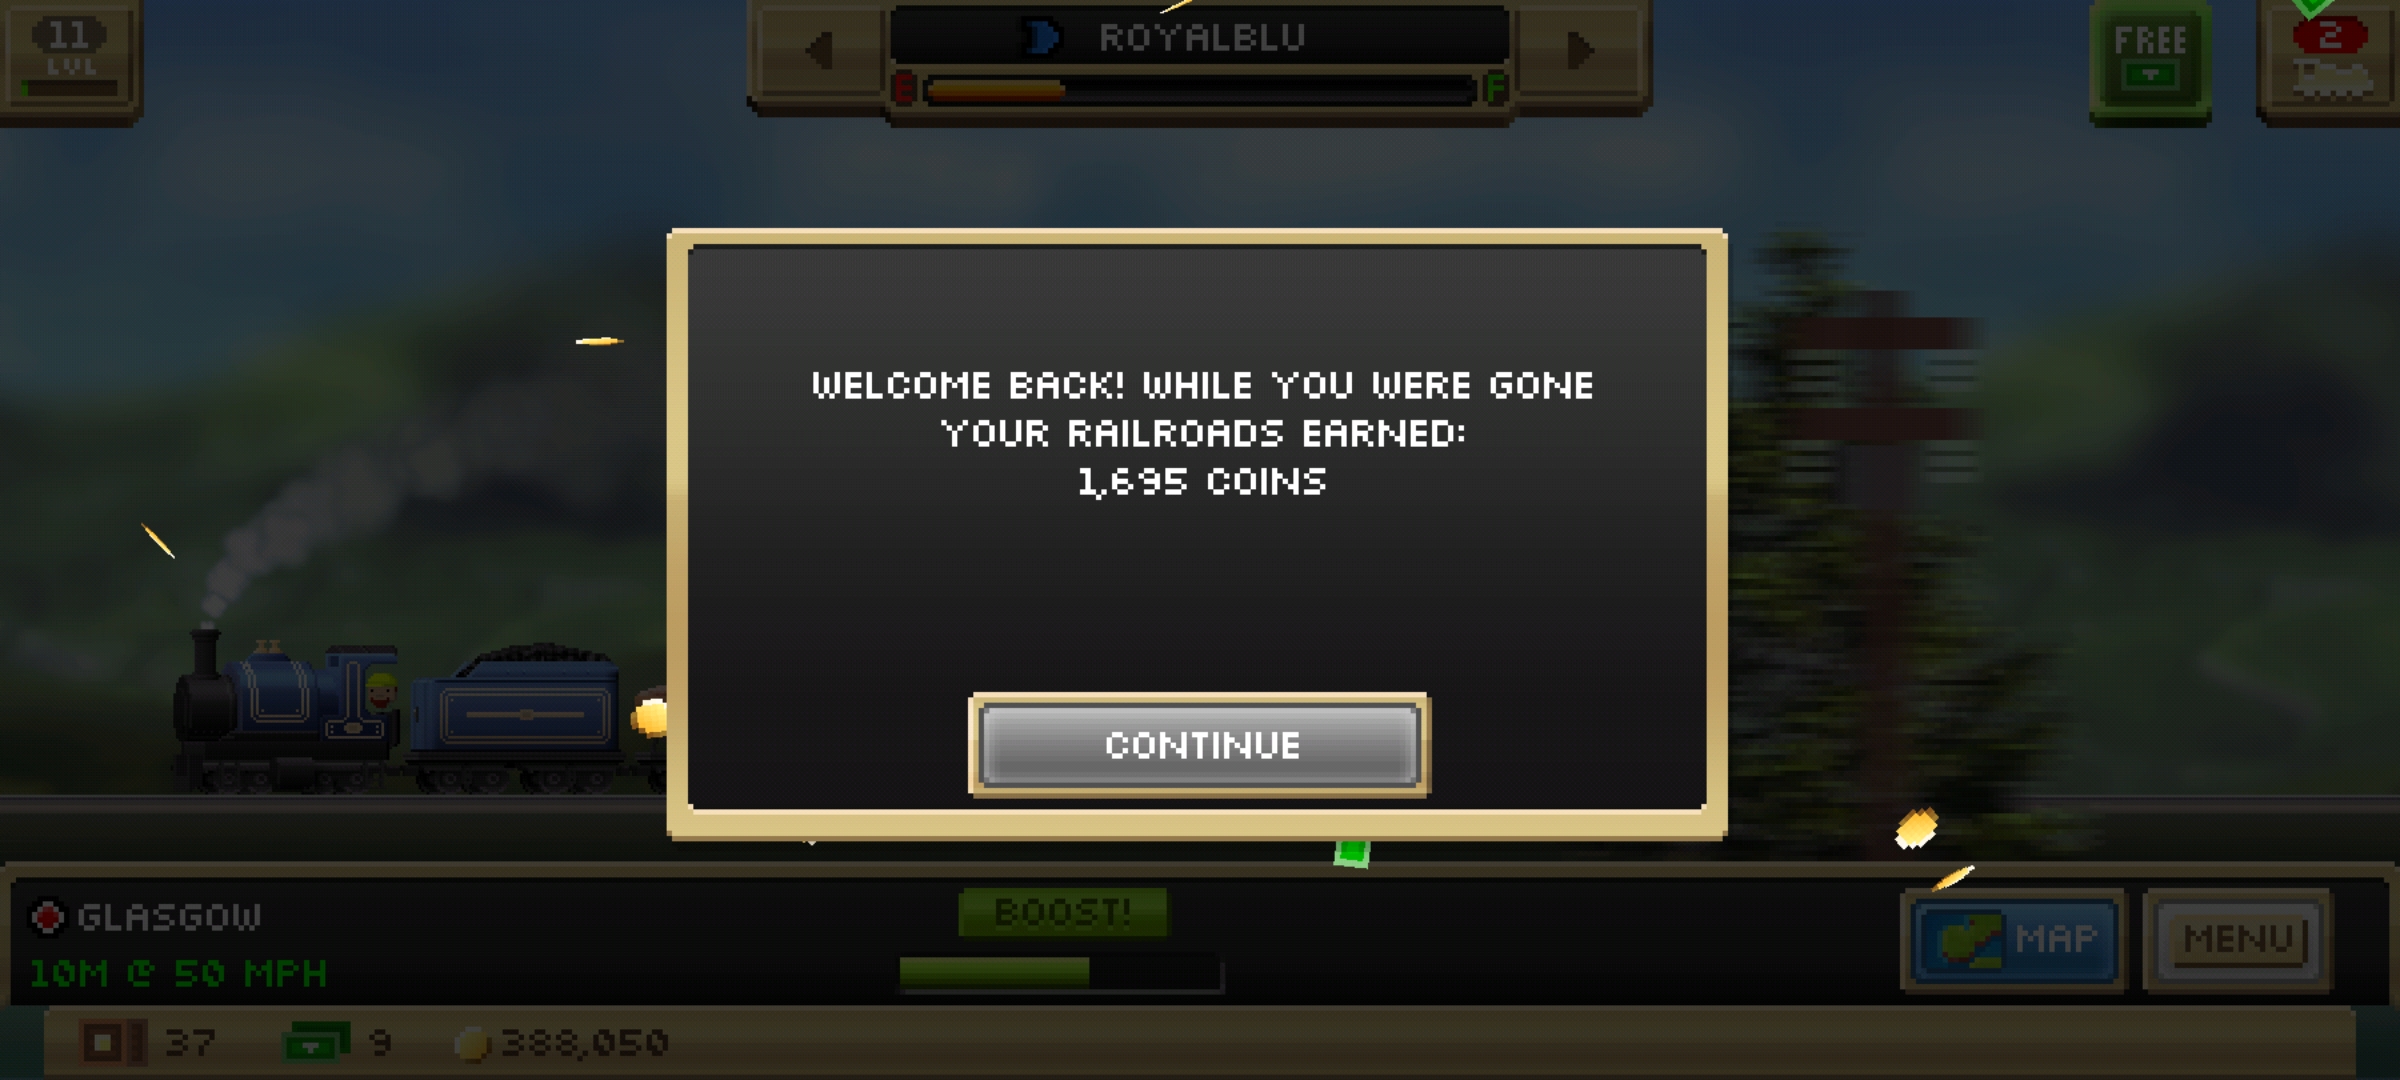 11
LVL
ROYALBLU
E F
FREE
2
WELCOME BACK! WHILE YOU WERE GONE
YOUR RAILROADS EARNED:
1,695 COINS
CONTINUE
GLASGOW
10M @ 50 MPH
BOOST!
MAP
MENU
37 9 388,050